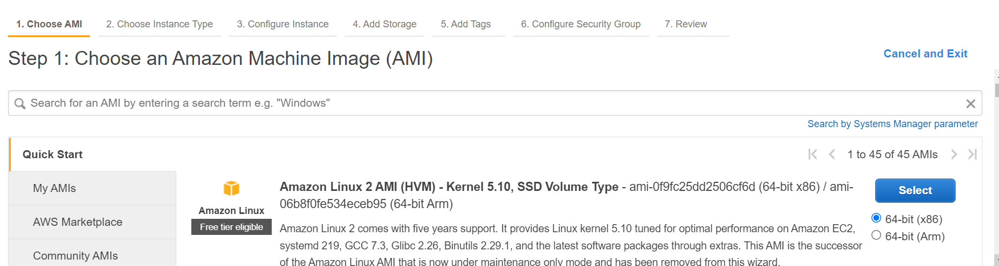 1. Choose AMI 2. Choose Instance Type 3. Configure Instance 4. Add Storage 5. Add Tags 6. Configure Security Group 7. Review
Step 1: Choose an Amazon Machine Image (AMI)
Cancel and Exit
Search for an AMI by entering a search term e.g. "Windows"
Search by Systems Manager parameter
Quick Start
1 to 45 of 45 AMIs
My AMIs
AWS Marketplace
Community AMIs
Amazon Linux
Free tier eligible
Amazon Linux 2 AMI (HVM) - Kernel 5.10, SSD Volume Type - ami-0f9fc25dd2506cf6d (64-bit x86) / ami-
06b8f0fe534eceb95 (64-bit Arm)
Amazon Linux 2 comes with five years support. It provides Linux kernel 5.10 tuned for optimal performance on Amazon EC2,
systemd 219, GCC 7.3, Glibc 2.26, Binutils 2.29.1, and the latest software packages through extras. This AMI is the successor
of the Amazon Linux AMI that is now under maintenance only mode and has been removed from this wizard.
Select
64-bit (x86)
64-bit (Arm)